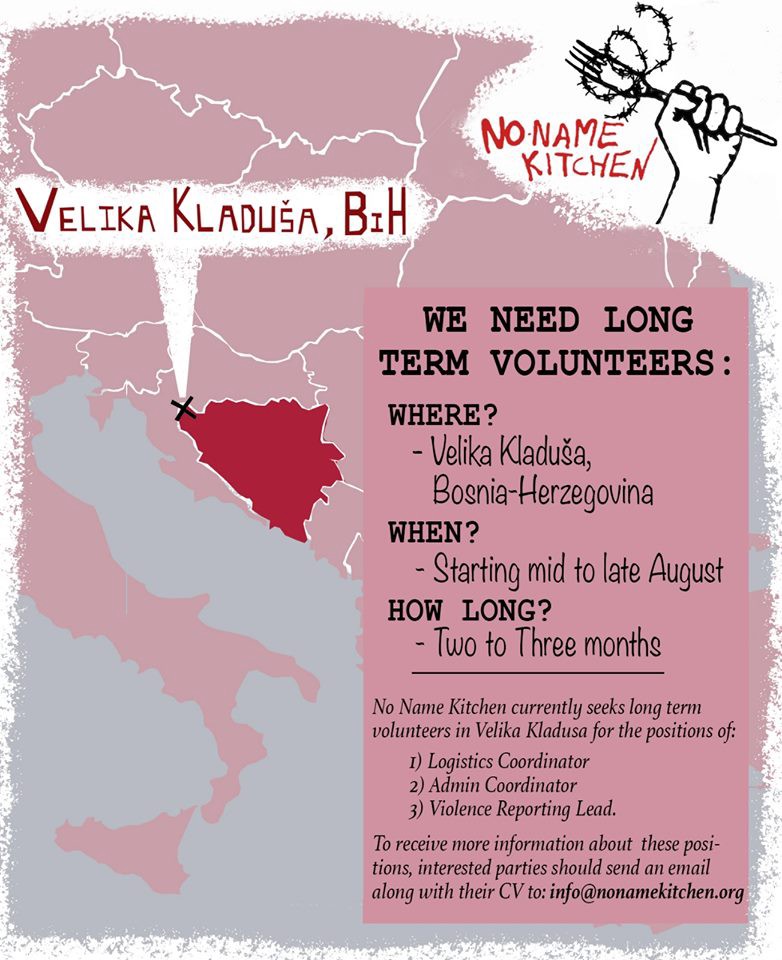 NO·NAME
KITCHEN
VELIKA KLADUŠA, BiH
WE NEED LONG
TERM VOLUNTEERS:
WHERE?
- Velika Kladuša,
Bosnia-Herzegovina
WHEN?
- Starting mid to late August
HOW LONG?
- Two to Three months
No Name Kitchen currently seeks long term
volunteers in Velika Kladusa for the positions of:
1) Logistics Coordinator
2) Admin Coordinator
3) Violence Reporting Lead.
To receive more information about these posi-
tions, interested parties should send an email
along with their CV to: info@nonamekitchen.org